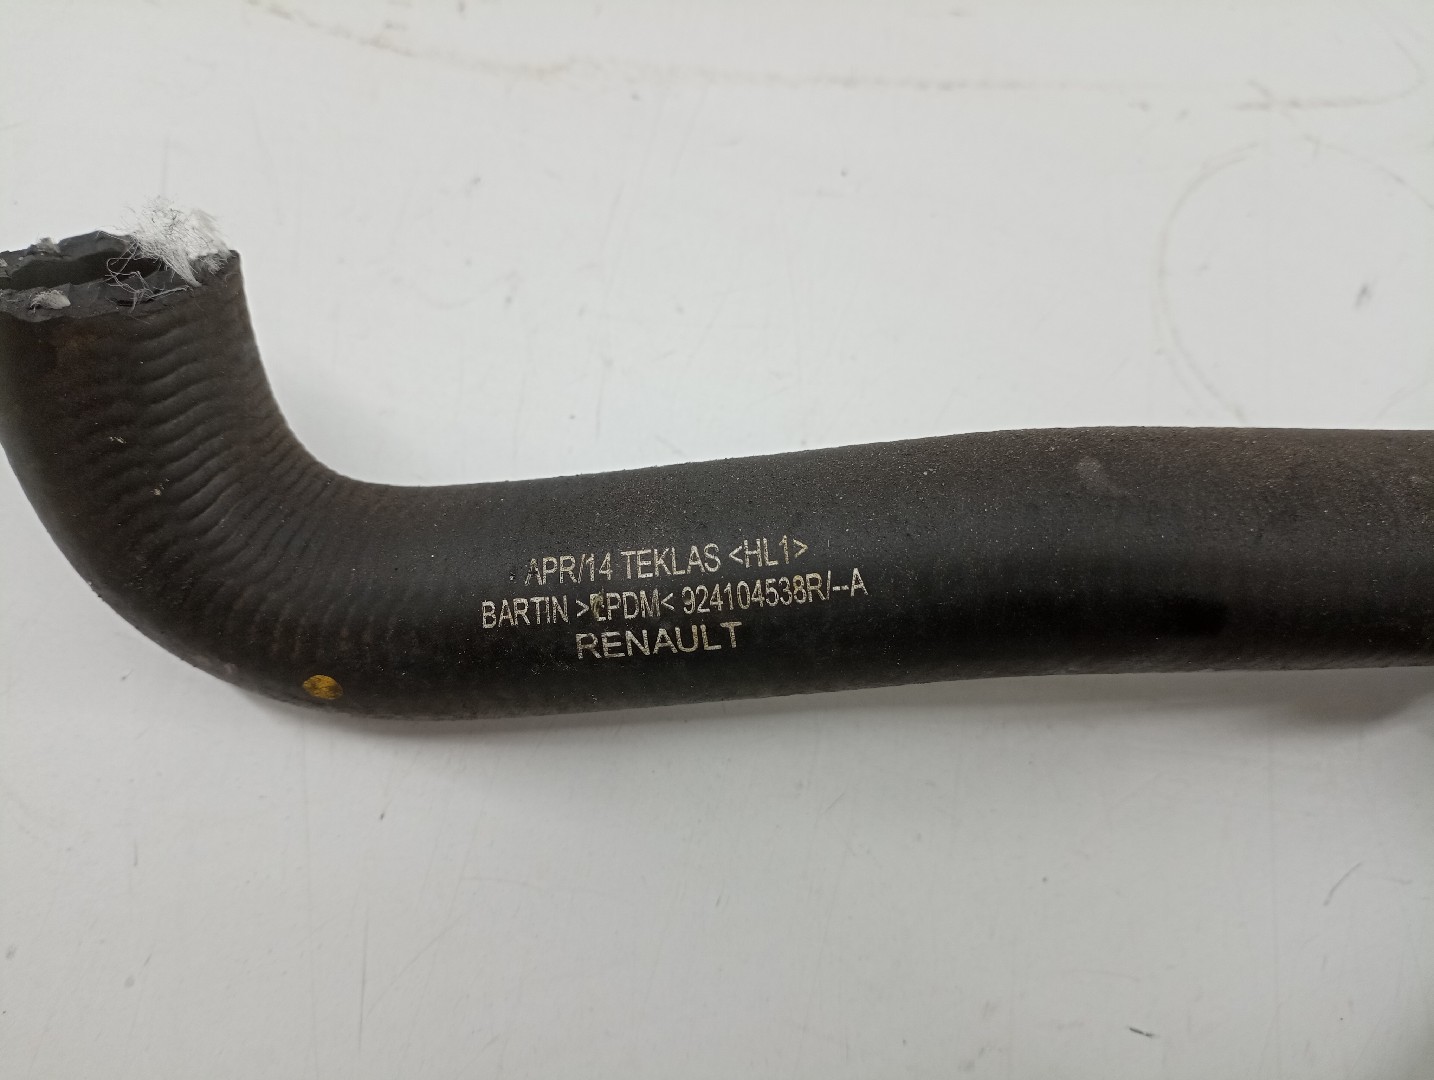 APR/14 TEKLAS <HL1>
BARTIN >EPDM< 924104538R/--A
RENAULT